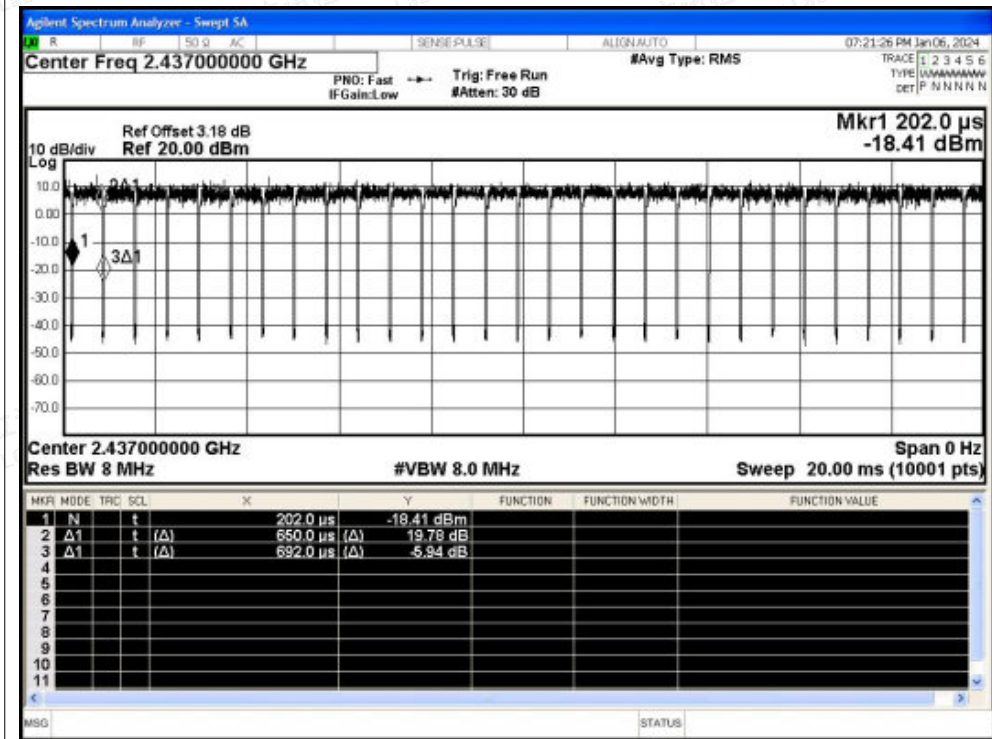 Agilent Spectrum Analyzer - Swept SA
R RF 50 Ω AC SENSE:PULSE ALIGN AUTO 07:21:26 PM Jan 06, 2024
Center Freq 2.437000000 GHz #Avg Type: RMS TRACE 1 2 3 4 5 6
PNO: Fast Trig: Free Run TYPE
IFGain:Low #Atten: 30 dB DET P N N N N N
Mkr1 202.0 µs
-18.41 dBm
Ref Offset 3.18 dB
10 dB/div Ref 20.00 dBm
Log
10.0
2Δ1
0.00
-10.0
1
3Δ1
-20.0
-30.0
-40.0
-50.0
-60.0
-70.0
Center 2.437000000 GHz Span 0 Hz
Res BW 8 MHz #VBW 8.0 MHz Sweep 20.00 ms (10001 pts)
MKR MODE TRC SCL X Y FUNCTION FUNCTION WIDTH FUNCTION VALUE
1 N t 202.0 µs -18.41 dBm
2 Δ1 t (Δ) 650.0 µs (Δ) 19.78 dB
3 Δ1 t (Δ) 692.0 µs (Δ) -5.94 dB
4
5
6
7
8
9
10
11
MSG STATUS